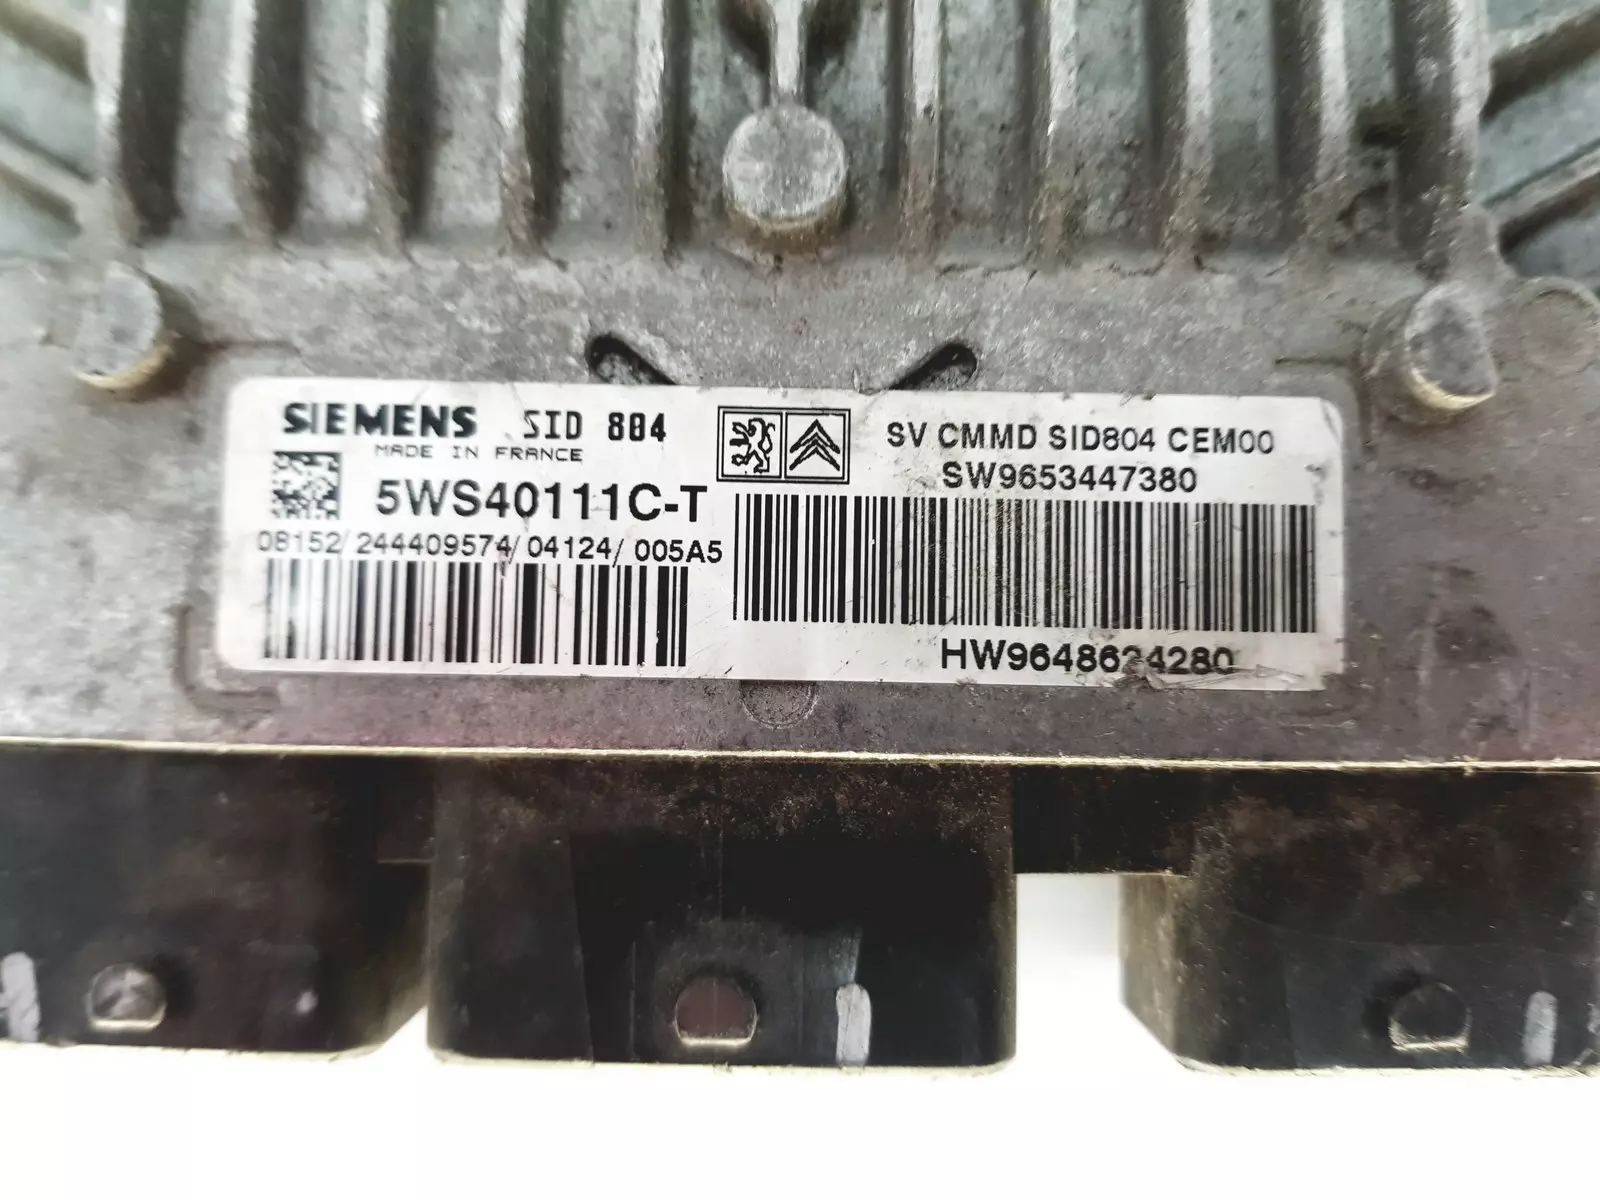 SIEMENS SID 804
MADE IN FRANCE
5WS40111C-T
08152/244409574/04124/005A5
SV CMMD SID804 CEM00
SW9653447380
HW9648624280